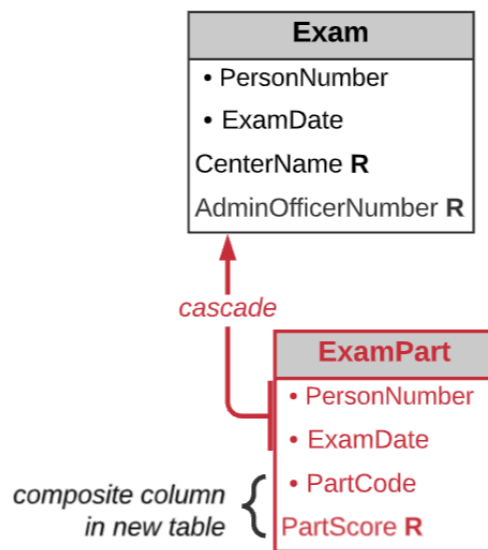 Exam
• PersonNumber
• ExamDate
CenterName R
AdminOfficerNumber R
cascade
ExamPart
• PersonNumber
• ExamDate
• PartCode
PartScore R
composite column
in new table